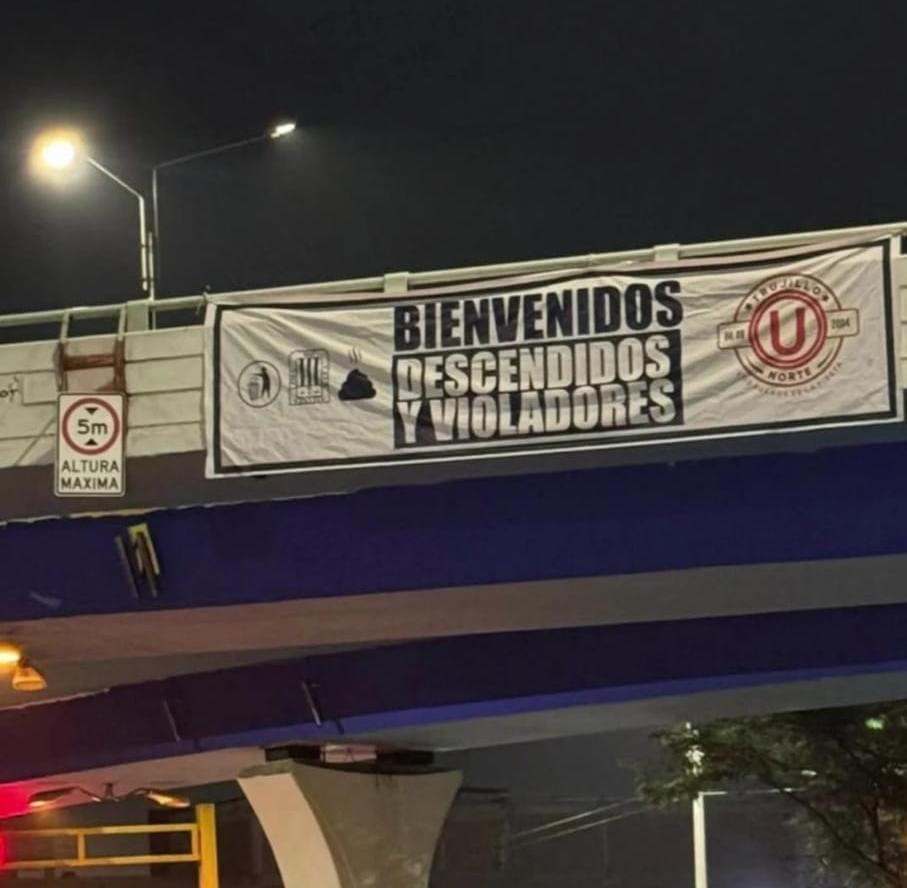 BIENVENIDOS
DESCENDIDOS
Y VIOLADORES
TRUJILLO
U
NORTE
5m
ALTURA
MAXIMA